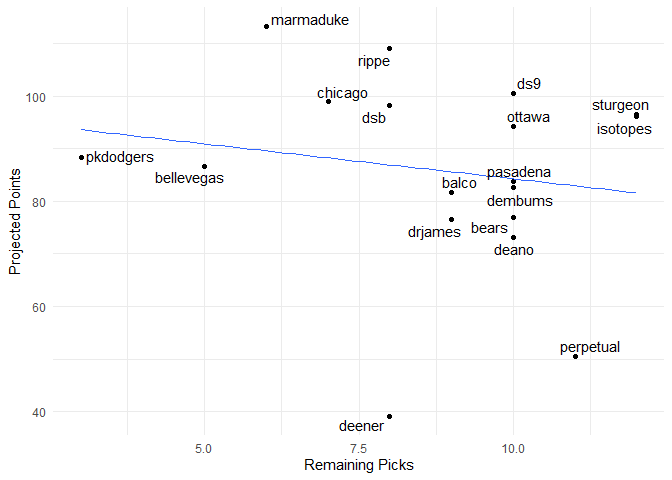 marmaduke
rippe
chicago
ds9
100
dsb
sturgeon
ottawa
isotopes
pkdodgers
pasadena
bellevegas
balco
80
dembums
drjames
bears
deano
60
perpetual
40
deener
5.0
7.5
10.0
Remaining Picks
Projected Points